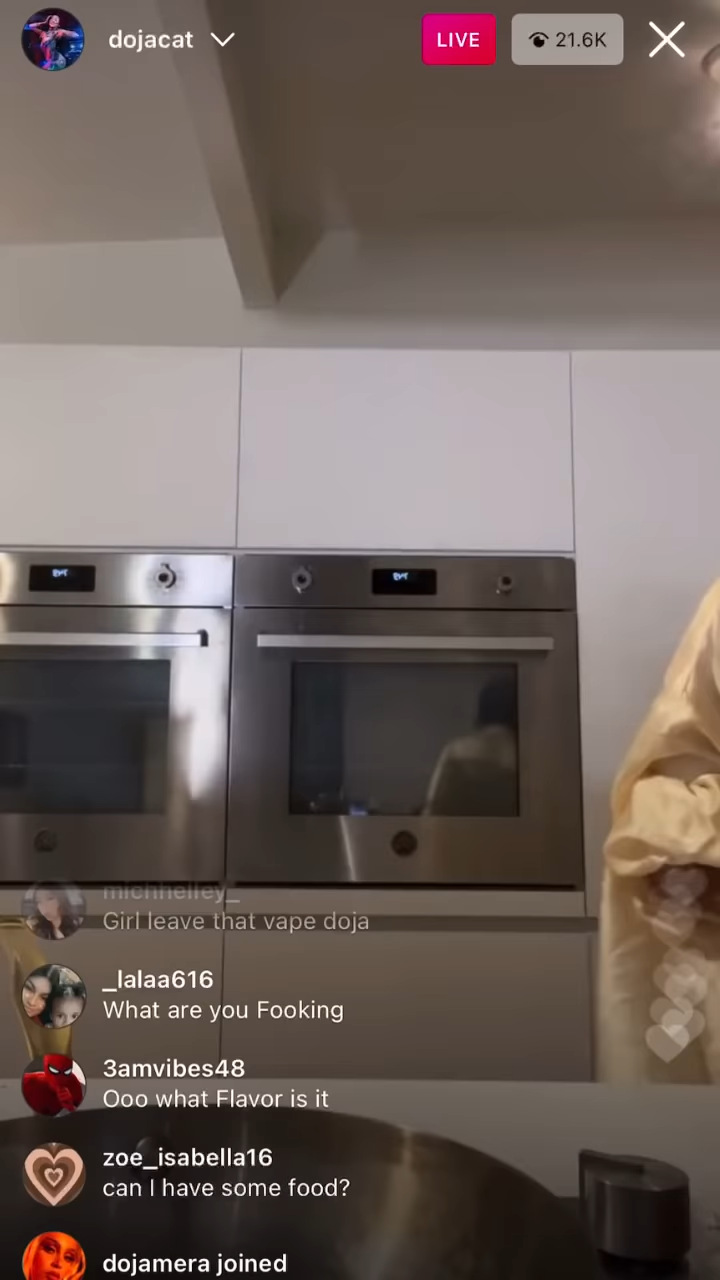 dojacat
LIVE
21.6K
michhelley_
Girl leave that vape doja
_lalaa616
What are you Fooking
3amvibes48
Ooo what Flavor is it
zoe_isabella16
can I have some food?
dojamera joined